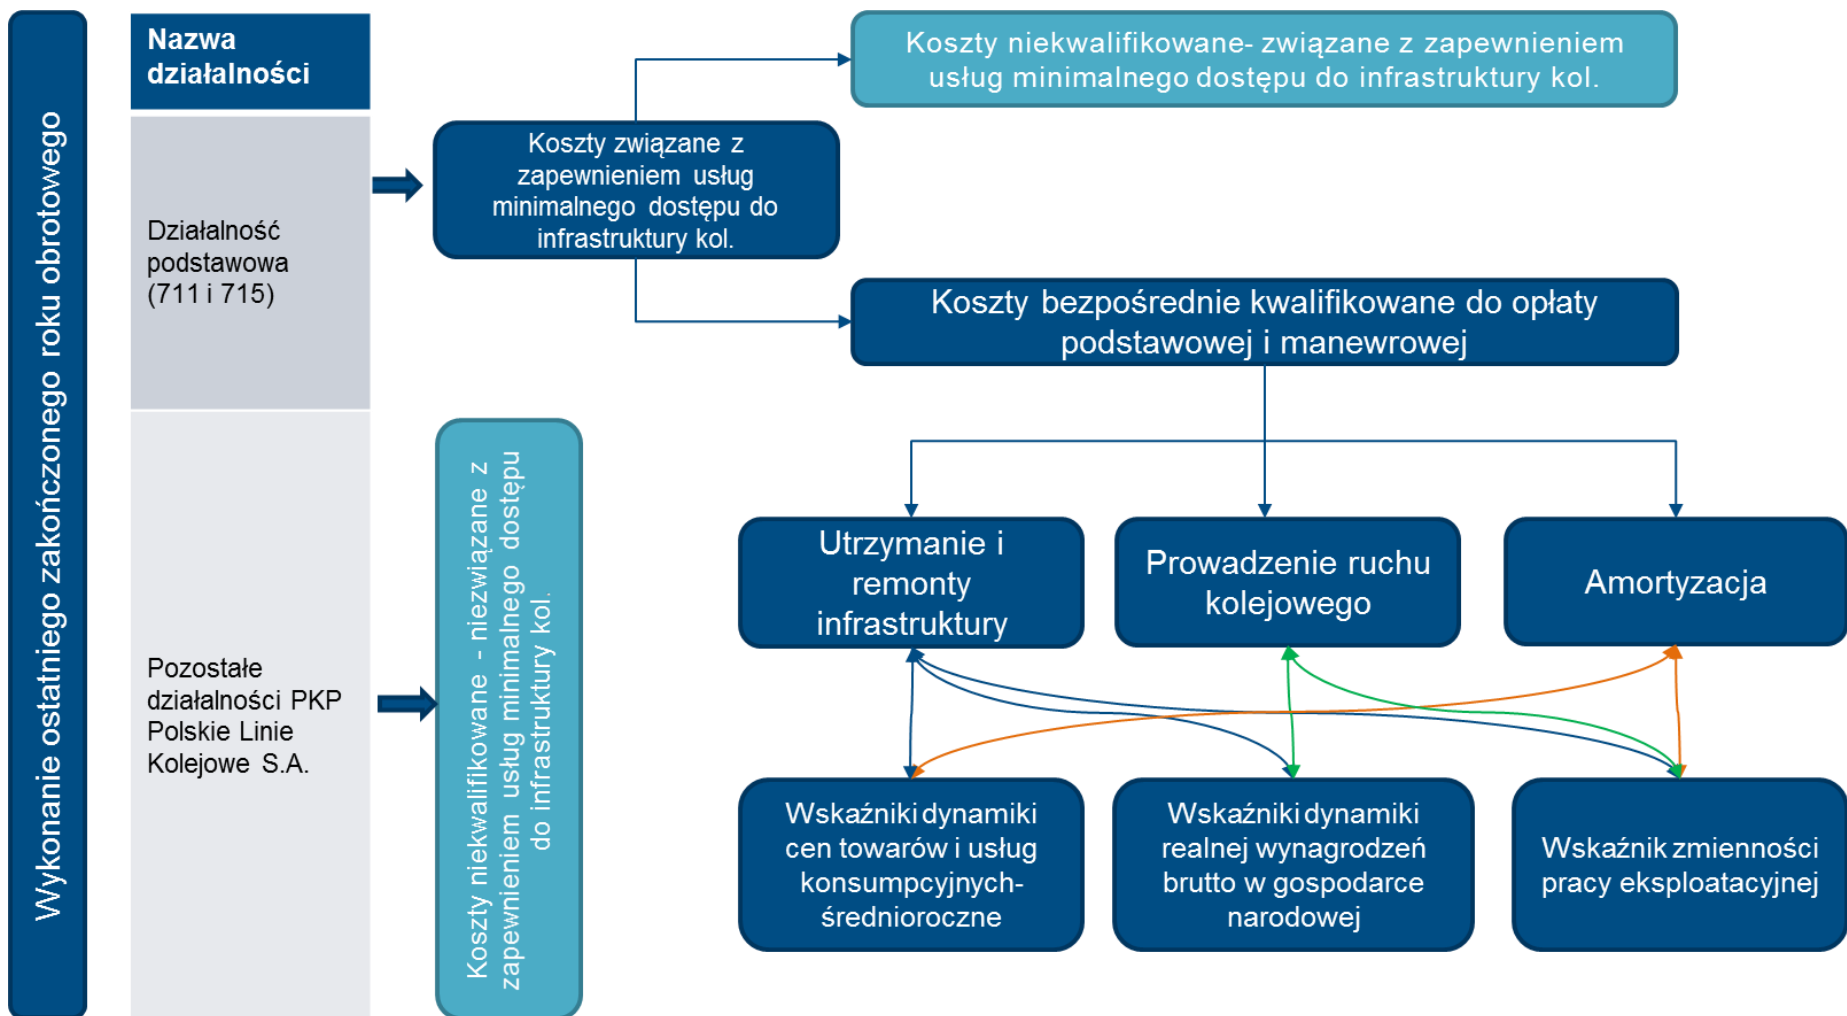 Wykonanie ostatniego zakończonego roku obrotowego
Nazwa
działalności
Działalność
podstawowa
(711 i 715)
Pozostałe
działalności PKP
Polskie Linie
Kolejowe S.A.
Koszty związane z
zapewnieniem usług
minimalnego dostępu do
infrastruktury kol.
Koszty niekwalifikowane- związane z zapewnieniem
usług minimalnego dostępu do infrastruktury kol.
Koszty bezpośrednie kwalifikowane do opłaty
podstawowej i manewrowej
Koszty niekwalifikowane - niezwiązane z
zapewnieniem usług minimalnego dostępu
do infrastruktury kol.
Utrzymanie i
remonty
infrastruktury
Prowadzenie ruchu
kolejowego
Amortyzacja
Wskaźniki dynamiki
cen towarów i usług
konsumpcyjnych-
średnioroczne
Wskaźniki dynamiki
realnej wynagrodzeń
brutto w gospodarce
narodowej
Wskaźnik zmienności
pracy eksploatacyjnej